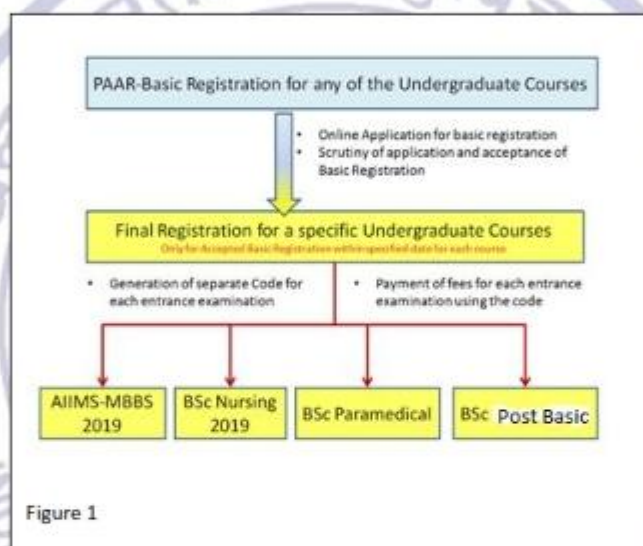 PAAR-Basic Registration for any of the Undergraduate Courses
• Online Application for basic registration
• Scrutiny of application and acceptance of
Basic Registration
Final Registration for a specific Undergraduate Courses
Only for Accepted Basic Registration within specified date for each course
• Generation of separate Code for
each entrance examination
• Payment of fees for each entrance
examination using the code
AIIMS-MBBS
2019
BSc Nursing
2019
BSc Paramedical
BSc Post Basic
Figure 1